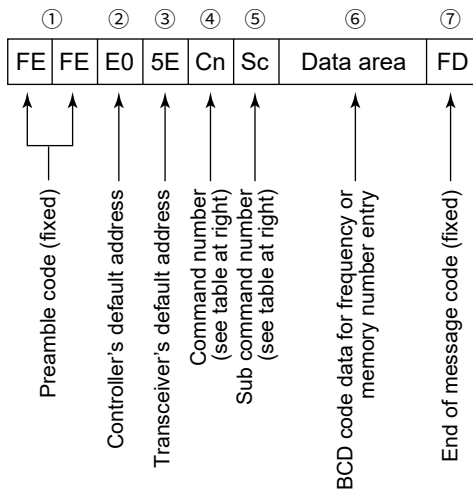 ① ② ③ ④ ⑤ ⑥ ⑦
FE FE E0 5E Cn Sc Data area FD
Preamble code (fixed)
Controller's default address
Transceiver's default address
Command number
(see table at right)
Sub command number
(see table at right)
BCD code data for frequency or
memory number entry
End of message code (fixed)